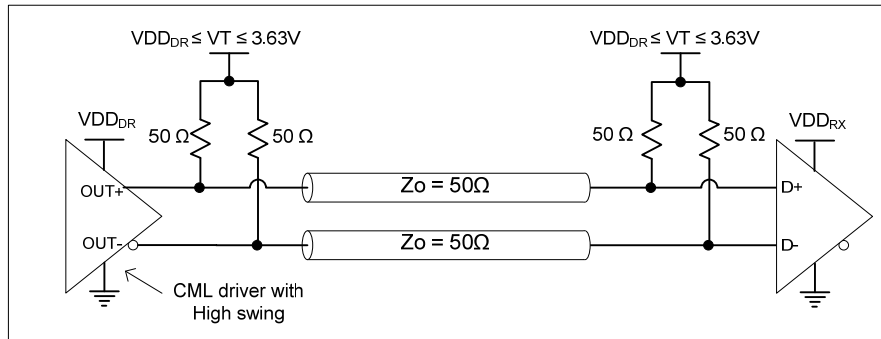 VDD_DR ≤ VT ≤ 3.63V
VDD_DR ≤ VT ≤ 3.63V
VDD_DR
50 Ω
50 Ω
50 Ω
50 Ω
VDD_RX
OUT+
Zo = 50Ω
D+
OUT-
Zo = 50Ω
D-
CML driver with
High swing